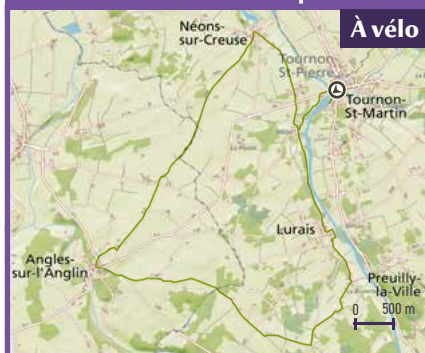 À vélo
Néons-
sur-Creuse
Tournon
St-Pierre
Tournon-
St-Martin
Lurais
Angles-
sur-l'Anglin
Preuilly-
la-Ville
0 500 m